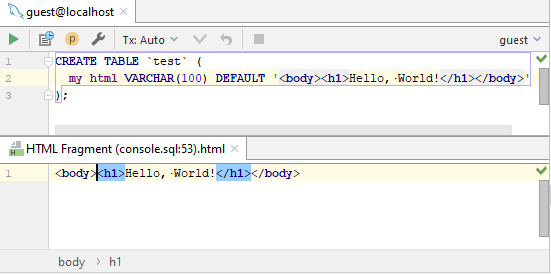 guest@localhost ×
Tx: Auto guest
1 CREATE TABLE `test` (
2 my html VARCHAR(100) DEFAULT '<body><h1>Hello,·World!</h1></body>'
3 );
HTML Fragment (console.sql:53).html ×
1 <body><h1>Hello,·World!</h1></body>
body › h1